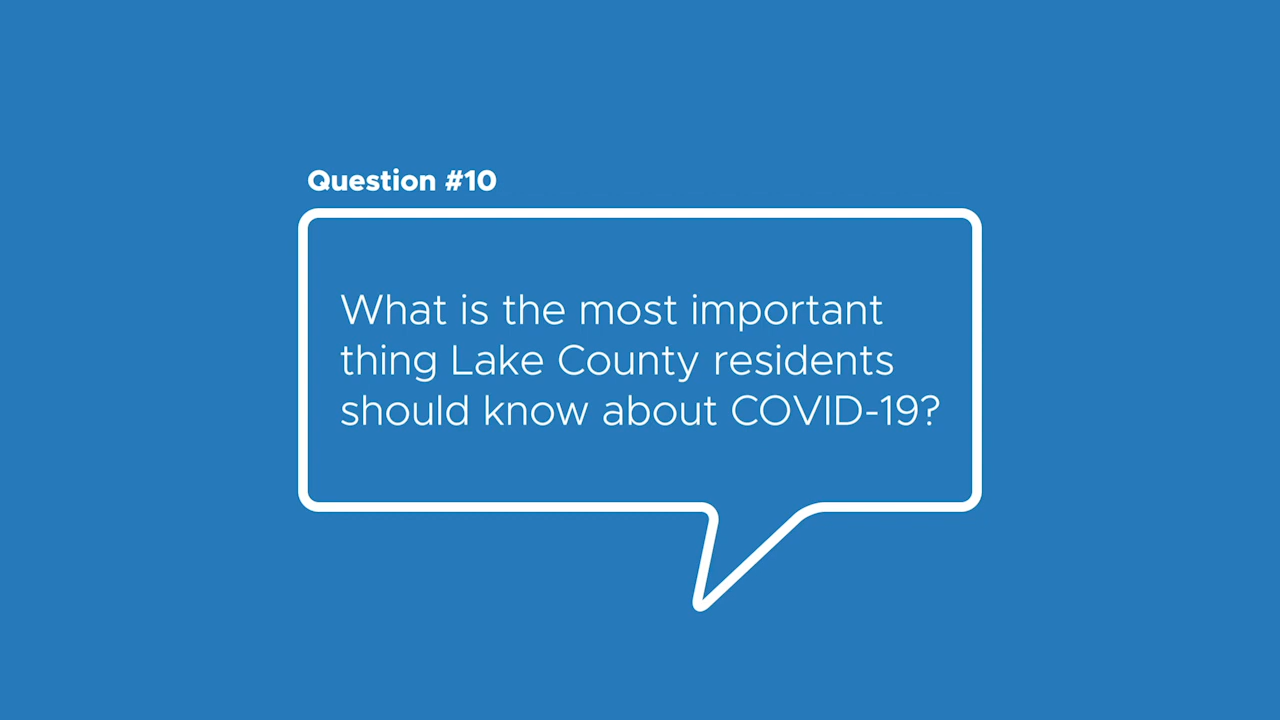 Question #10
What is the most important
thing Lake County residents
should know about COVID-19?